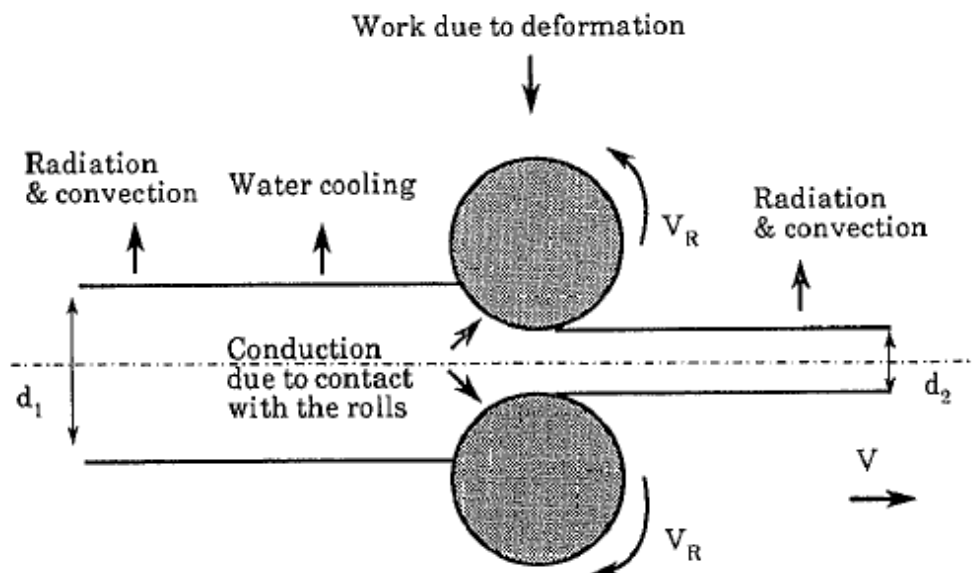 Work due to deformation
Radiation
& convection
Water cooling
V_R
Radiation
& convection
Conduction
due to contact
with the rolls
d_1
d_2
V
V_R